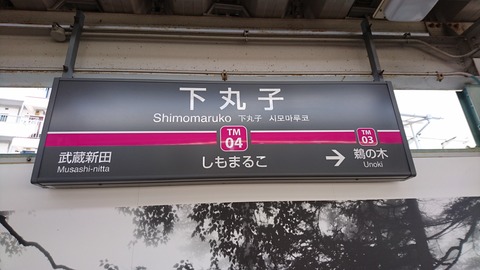 下丸子
Shimomaruko 下丸子 시모마루코
TM
04
TM
03
武蔵新田
Musashi-nitta
しもまるこ
→ 鵜の木
Unoki